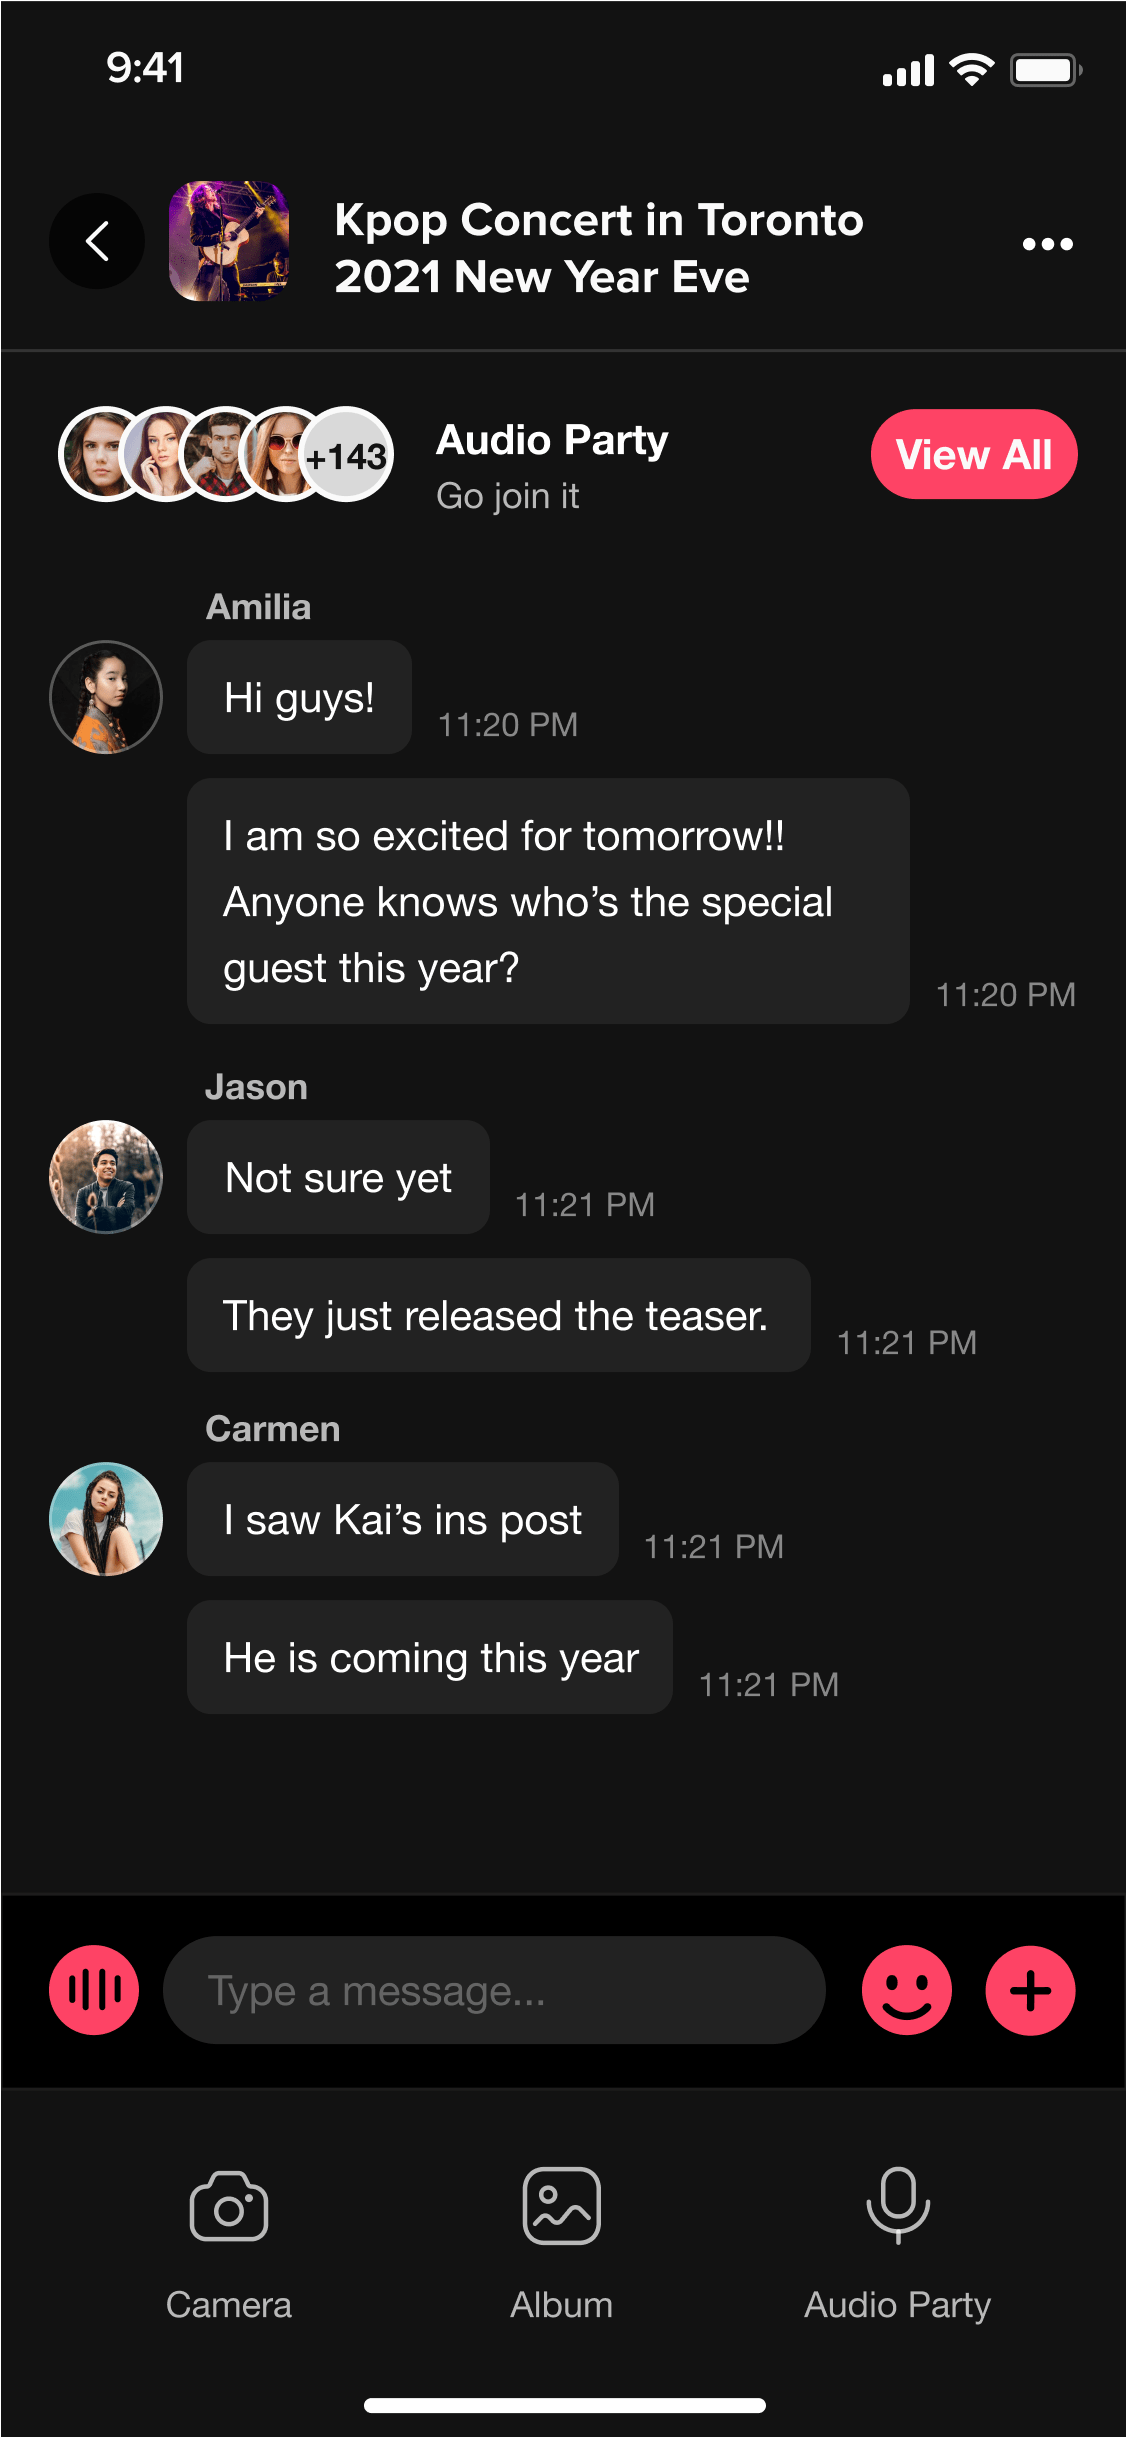 9:41
Kpop Concert in Toronto
2021 New Year Eve
+143
Audio Party
Go join it
View All
Amilia
Hi guys!
11:20 PM
I am so excited for tomorrow!!
Anyone knows who’s the special
guest this year?
11:20 PM
Jason
Not sure yet
11:21 PM
They just released the teaser.
11:21 PM
Carmen
I saw Kai’s ins post
11:21 PM
He is coming this year
11:21 PM
Type a message...
Camera
Album
Audio Party